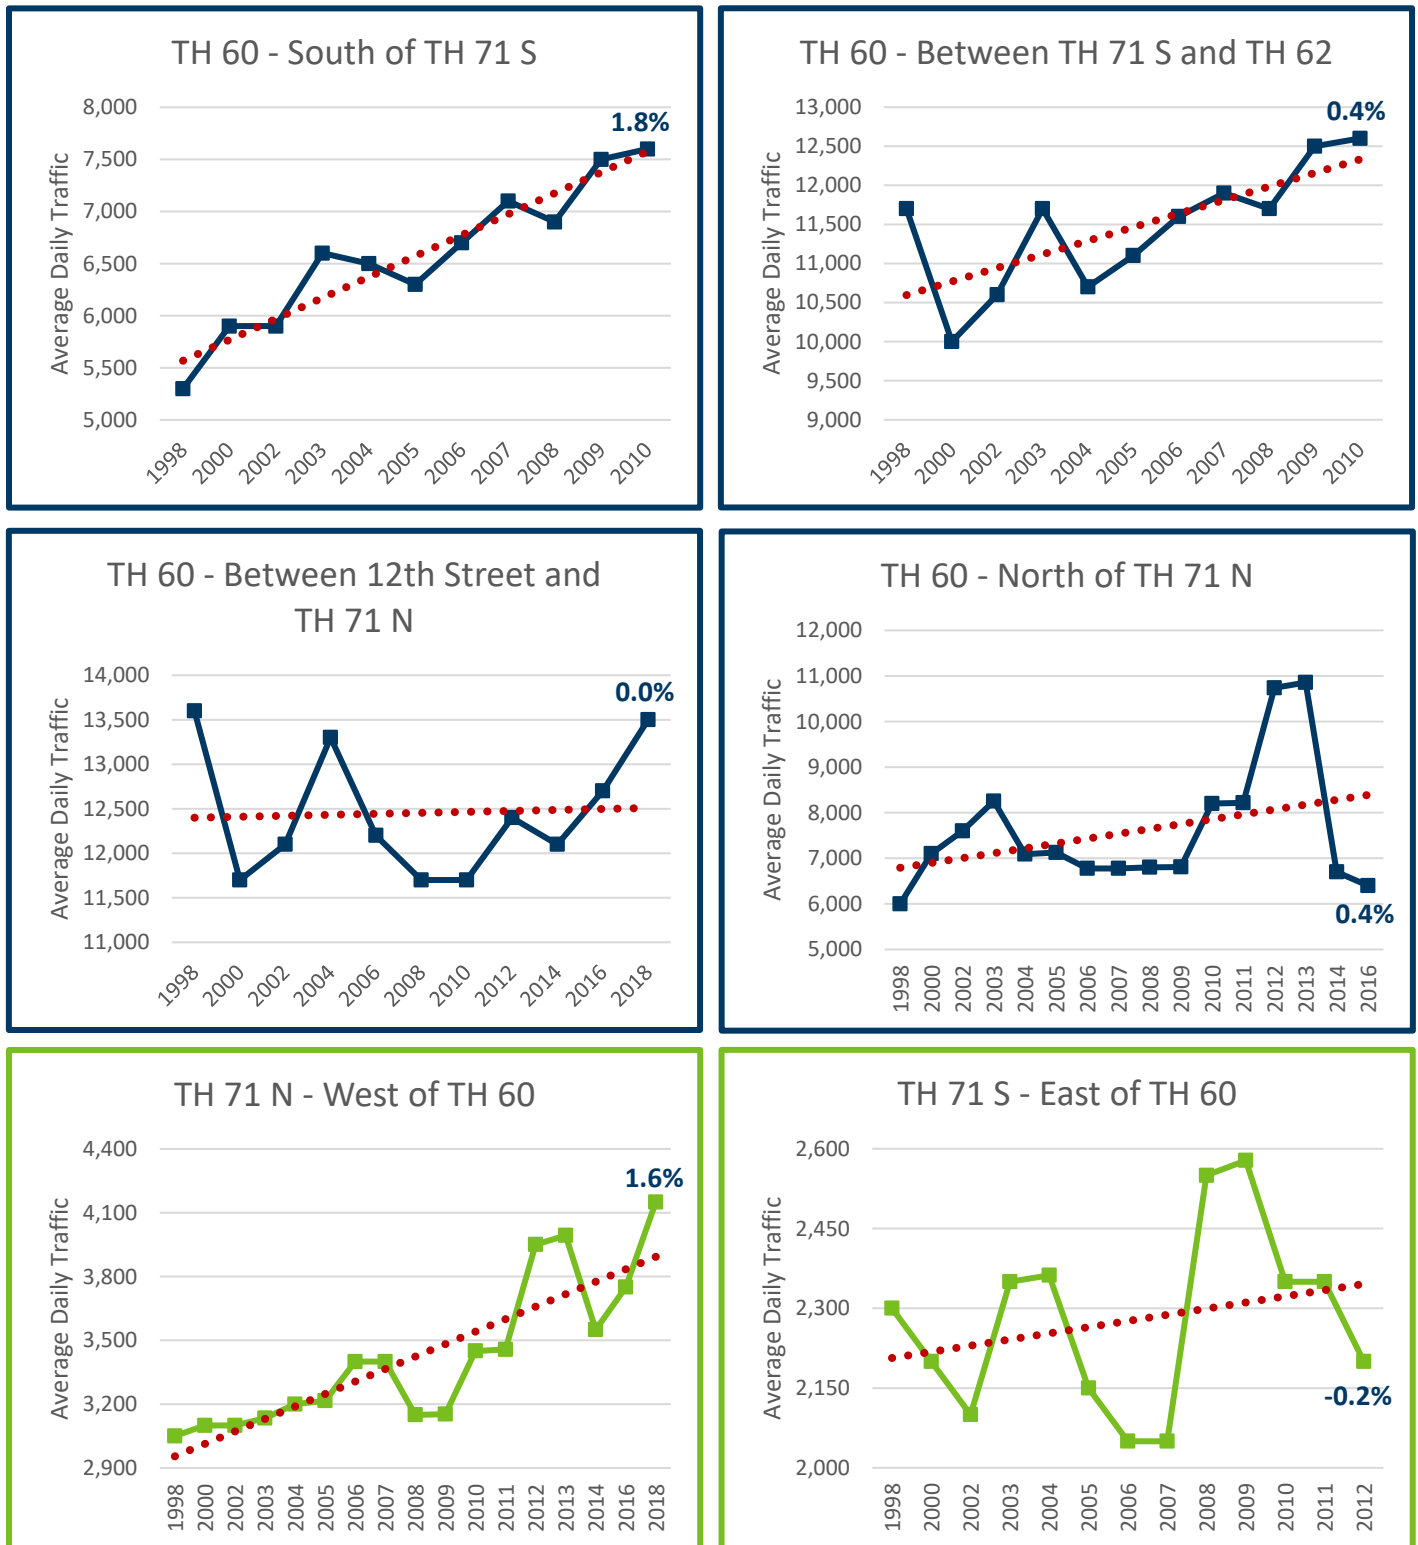 TH 60 - South of TH 71 S
Average Daily Traffic
8,000
7,500
7,000
6,500
6,000
5,500
5,000
1.8%
1998 2000 2002 2003 2004 2005 2006 2007 2008 2009 2010
TH 60 - Between TH 71 S and TH 62
Average Daily Traffic
13,000
12,500
12,000
11,500
11,000
10,500
10,000
9,500
9,000
0.4%
1998 2000 2002 2003 2004 2005 2006 2007 2008 2009 2010
TH 60 - Between 12th Street and
TH 71 N
Average Daily Traffic
14,000
13,500
13,000
12,500
12,000
11,500
11,000
0.0%
1998 2000 2002 2004 2006 2008 2010 2012 2014 2016 2018
TH 60 - North of TH 71 N
Average Daily Traffic
12,000
11,000
10,000
9,000
8,000
7,000
6,000
5,000
0.4%
1998 2000 2002 2003 2004 2005 2006 2007 2008 2009 2010 2011 2012 2013 2014 2016
TH 71 N - West of TH 60
Average Daily Traffic
4,400
4,100
3,800
3,500
3,200
2,900
1.6%
1998 2000 2002 2003 2004 2005 2006 2007 2008 2009 2010 2011 2012 2013 2014 2016 2018
TH 71 S - East of TH 60
Average Daily Traffic
2,600
2,450
2,300
2,150
2,000
-0.2%
1998 2000 2002 2003 2004 2005 2006 2007 2008 2009 2010 2011 2012